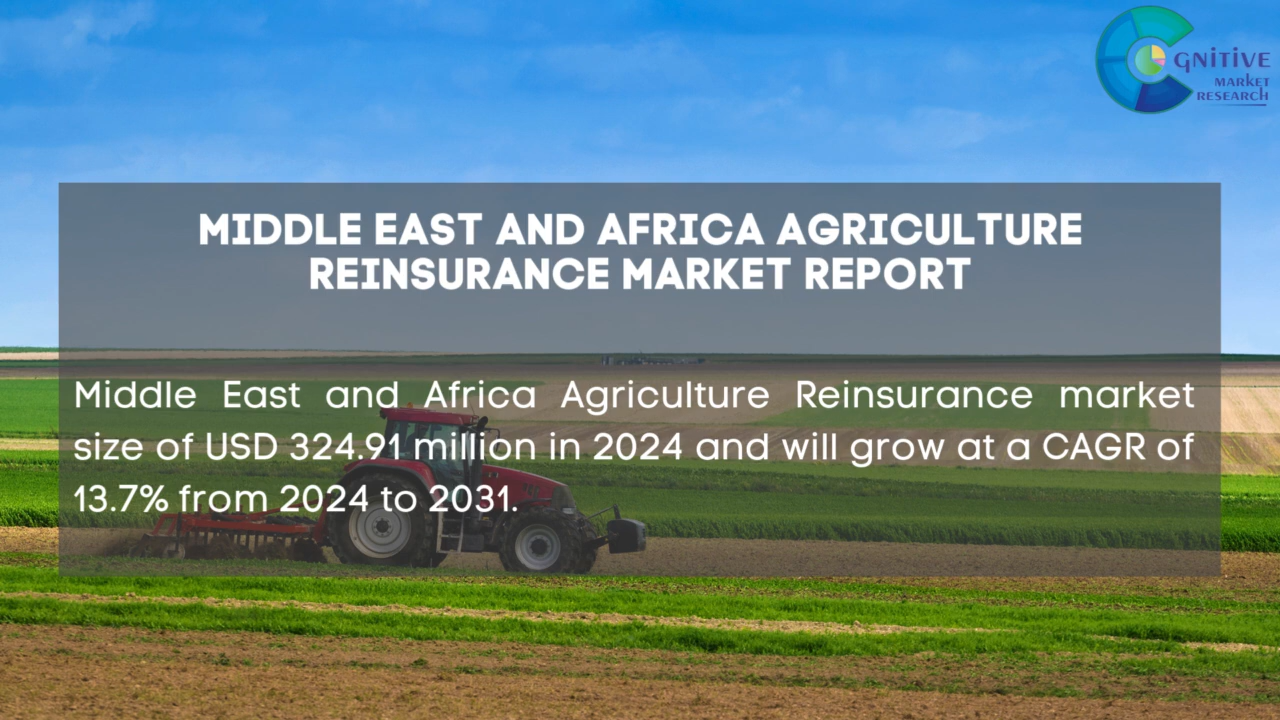 GNITIVE
MARKET
RESEARCH
MIDDLE EAST AND AFRICA AGRICULTURE
REINSURANCE MARKET REPORT
Middle East and Africa Agriculture Reinsurance market
size of USD 324.91 million in 2024 and will grow at a CAGR of
13.7% from 2024 to 2031.